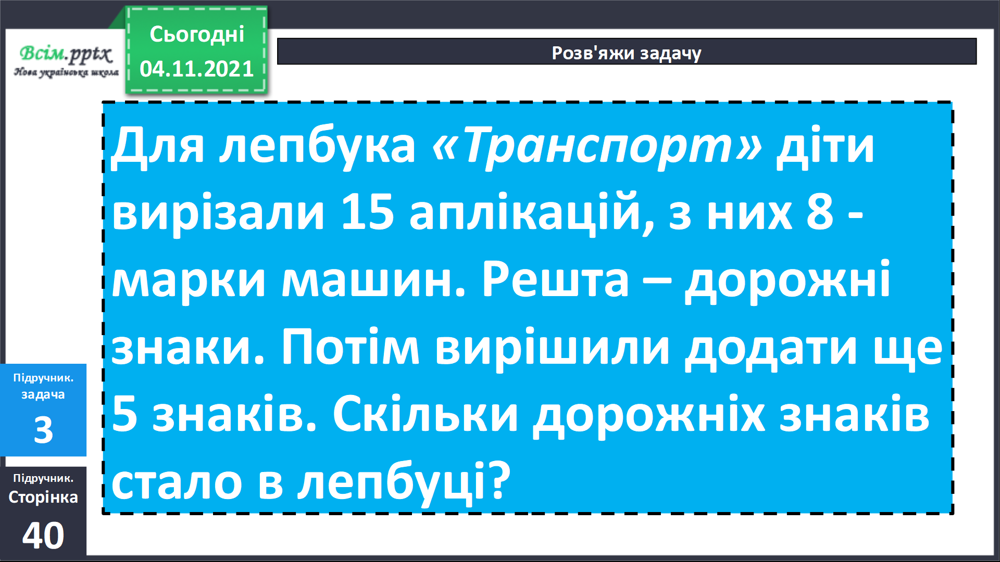 Сьогодні
04.11.2021
Всім.pptx
Нова українська школа
Розв'яжи задачу
Для лепбука «Транспорт» діти
вирізали 15 аплікацій, з них 8 -
марки машин. Решта – дорожні
знаки. Потім вирішили додати ще
5 знаків. Скільки дорожніх знаків
стало в лепбуці?
Підручник.
задача
3
Підручник.
Сторінка
40